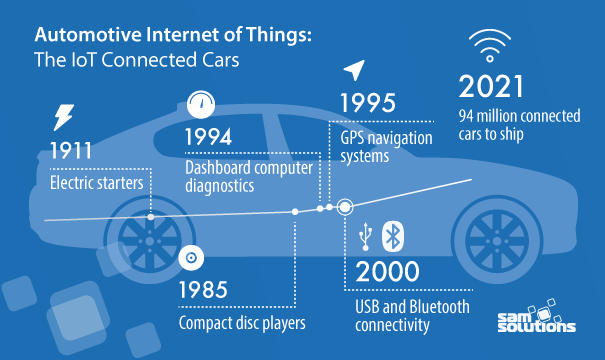 Automotive Internet of Things:
The IoT Connected Cars
1911
Electric starters
1985
Compact disc players
1994
Dashboard computer
diagnostics
1995
GPS navigation
systems
2000
USB and Bluetooth
connectivity
2021
94 million connected
cars to ship
sam
solutions